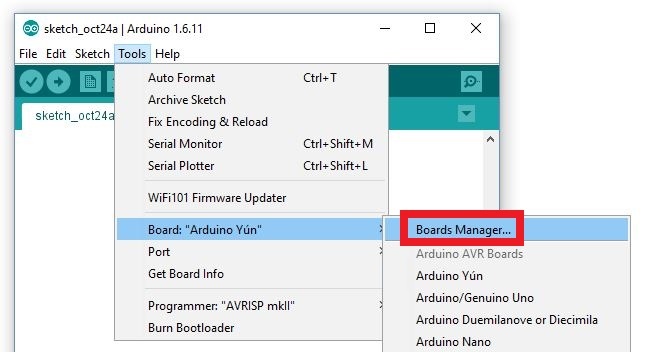 sketch_oct24a | Arduino 1.6.11
File Edit Sketch Tools Help
sketch_oct24a
Auto Format Ctrl+T
Archive Sketch
Fix Encoding & Reload
Serial Monitor Ctrl+Shift+M
Serial Plotter Ctrl+Shift+L
WiFi101 Firmware Updater
Board: "Arduino Yún"
Port
Get Board Info
Programmer: "AVRISP mkII"
Burn Bootloader
Boards Manager...
Arduino AVR Boards
Arduino Yún
Arduino/Genuino Uno
Arduino Duemilanove or Diecimila
Arduino Nano